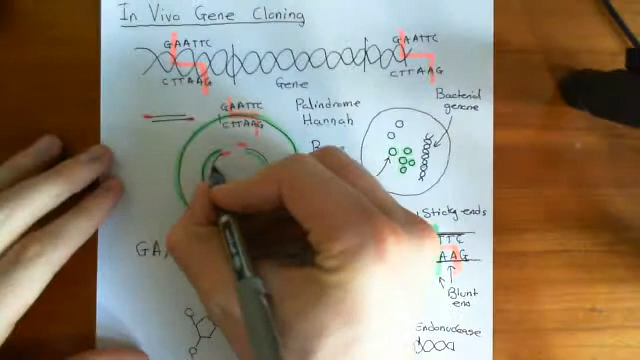 In Vivo Gene Cloning
GAATTC
CTTAAG
GAATTC
CTTAAG
Gene
GAATTC
CTTAAG
Palindrome
Hannah
Bacterial
genome
Sticky ends
TTC
AAG
GA
Blunt
end
Endonuclease